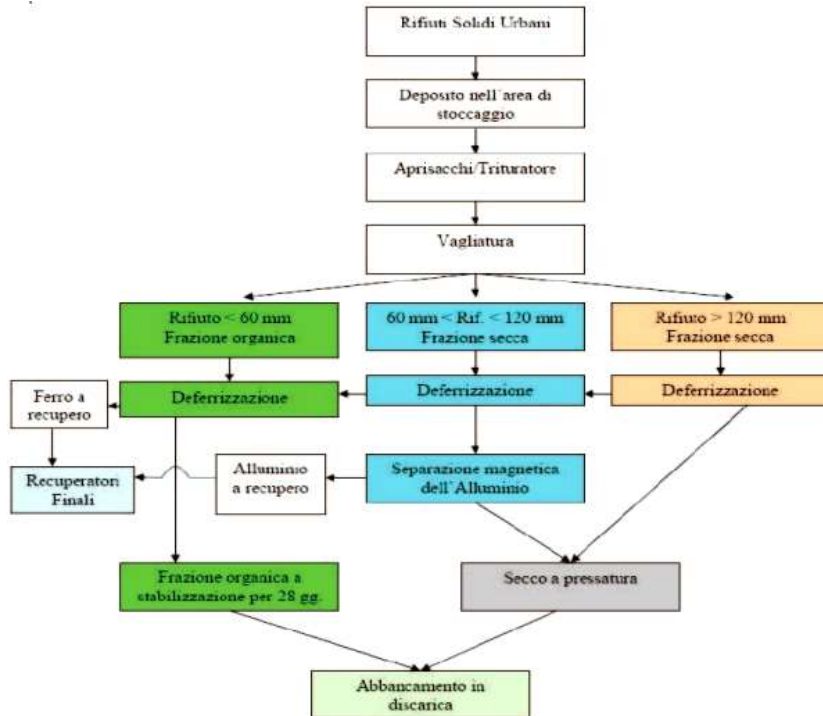 Rifiuti Solidi Urbani
Deposito nell'area di
stoccaggio
Aprisacchi/Trituratore
Vagliatura
Rifiuto < 60 mm
Frazione organica
60 mm < Rif. < 120 mm
Frazione secca
Rifiuto > 120 mm
Frazione secca
Ferro a
recupero
Deferrizzazione
Deferrizzazione
Deferrizzazione
Recuperatori
Finali
Alluminio
a recupero
Separazione magnetica
dell'Alluminio
Frazione organica a
stabilizzazione per 28 gg.
Secco a pressatura
Abbancamento in
discarica